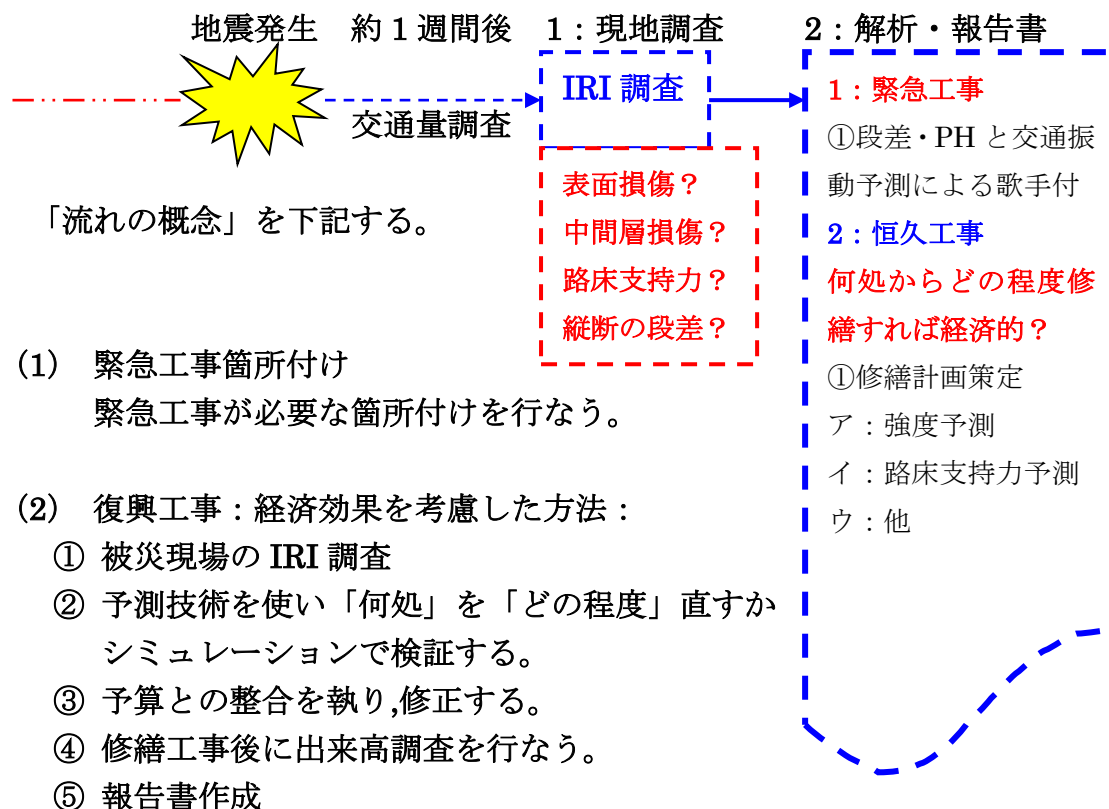 地震発生 約1週間後 1：現地調査 2：解析・報告書
IRI 調査
交通量調査
表面損傷？
中間層損傷？
路床支持力？
縦断の段差？
1：緊急工事
①段差・PH と交通振
動予測による歌手付
2：恒久工事
何処からどの程度修
繕すれば経済的？
①修繕計画策定
ア：強度予測
イ：路床支持力予測
ウ：他
「流れの概念」を下記する。
(1) 緊急工事箇所付け
緊急工事が必要な箇所付けを行なう。
(2) 復興工事：経済効果を考慮した方法：
① 被災現場の IRI 調査
② 予測技術を使い「何処」を「どの程度」直すか
シミュレーションで検証する。
③ 予算との整合を執り,修正する。
④ 修繕工事後に出来高調査を行なう。
⑤ 報告書作成